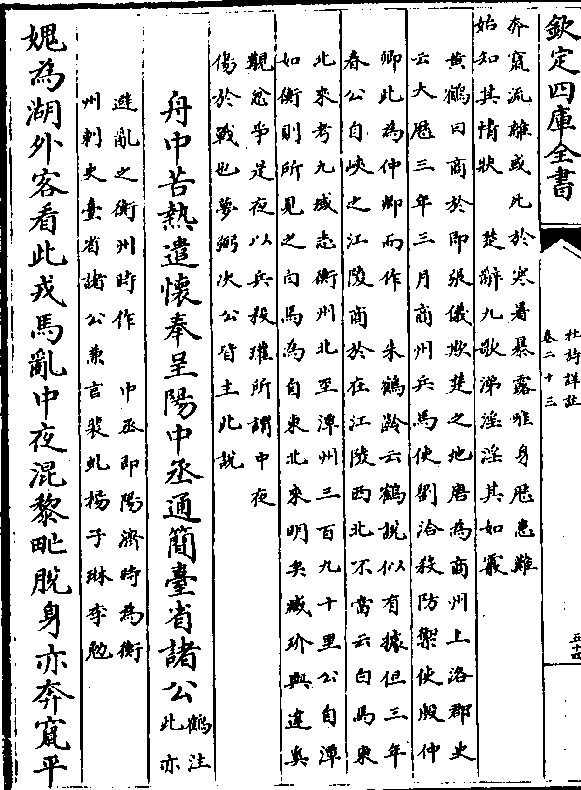 欽定四庫全書
杜詩詳註
卷二十三
五十四
奔竄流離或比於寒暑暴露唯身罹患難
始知其情狀 楚辭九歌涕淫淫其如霰
黄鶴曰商於即張儀欺楚之地唐為商州上洛郡史
云大厯三年三月商州兵馬使劉洽殺防禦使殷仲
卿此為仲卿而作 朱鶴齡云鶴說似有據但三年
春公自峽之江陵商於在江陵西北不當云白馬東
北來考九域志衡州北至潭州三百九十里公自潭
如衡則所見之白馬為自東北來明矣臧玠與達奚
覯忿爭是夜以兵殺瓘所謂中夜
傷於戰也夢弼次公皆主此說
舟中苦熱遣懷奉呈陽中丞通簡臺省諸公
鶴注
此亦
避亂之衡州時作 中丞即陽濟時為衡
州刺史臺省諸公兼言裴虬楊子琳李勉
媿為湖外客看此戎馬亂中夜混黎甿脫身亦奔竄平